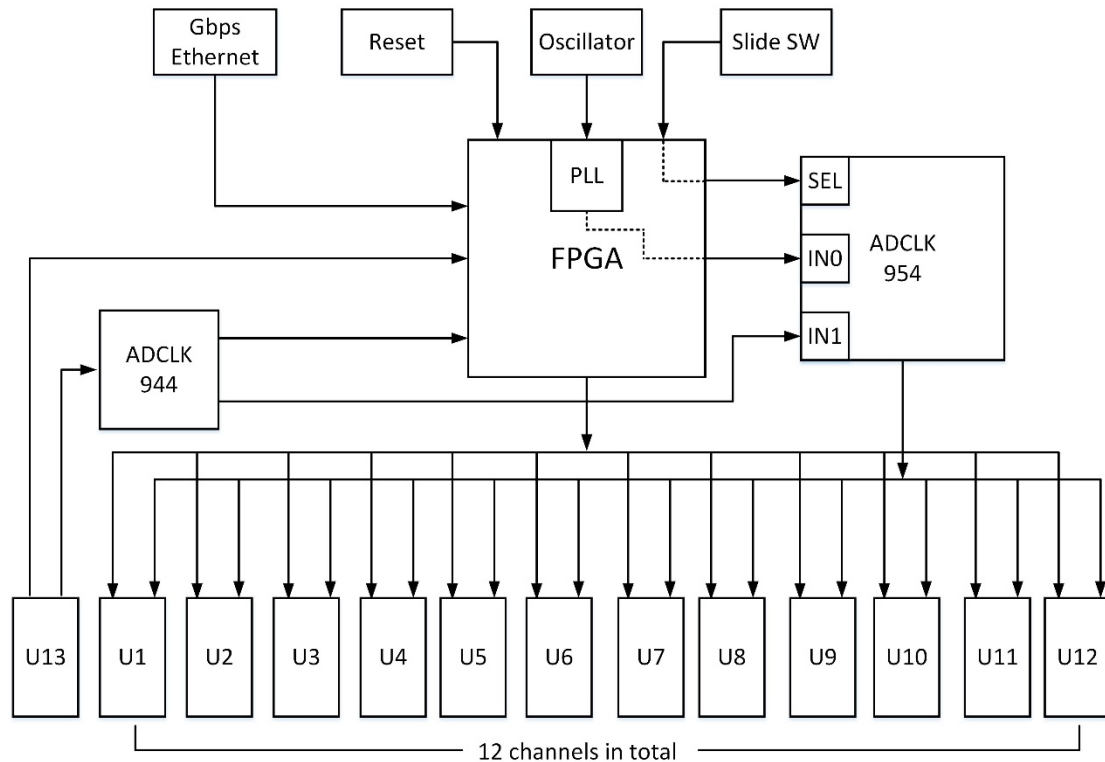 Gbps
Ethernet
Reset
Oscillator
Slide SW
PLL
FPGA
SEL
IN0
IN1
ADCLK
954
ADCLK
944
U13
U1
U2
U3
U4
U5
U6
U7
U8
U9
U10
U11
U12
12 channels in total